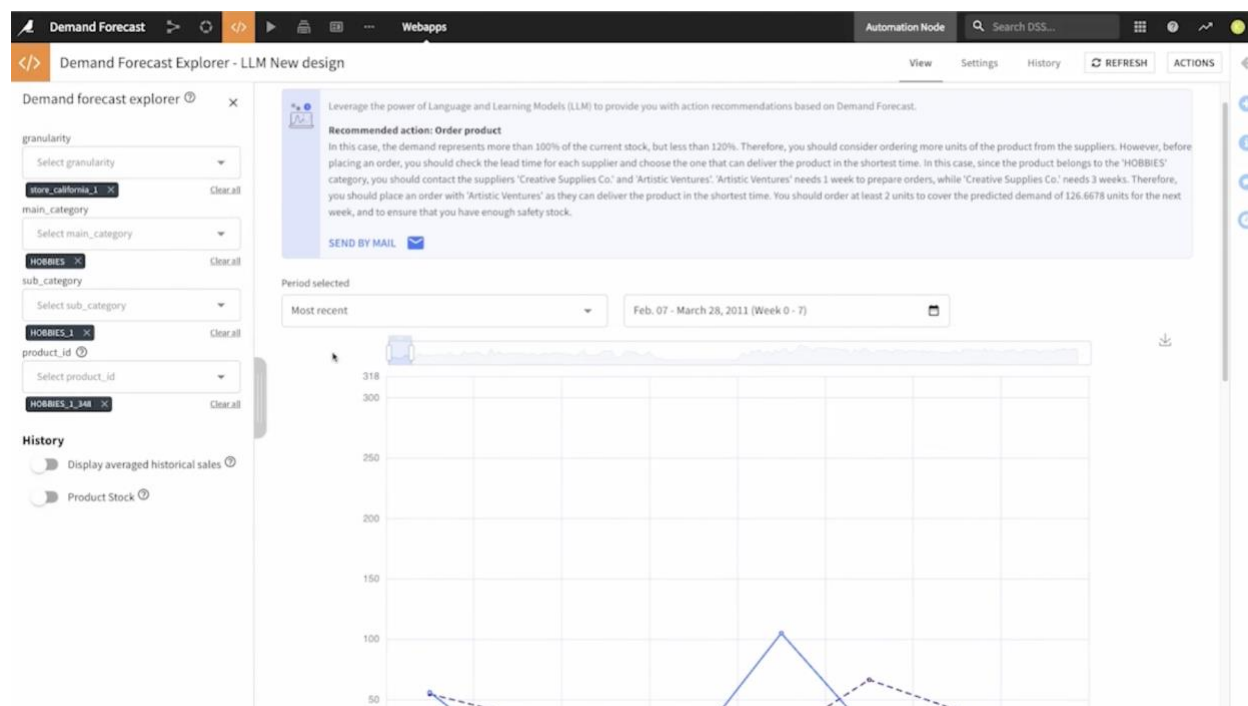 Demand Forecast
Webapps
Automation Node
Search DSS...
Demand Forecast Explorer - LLM New design
View
Settings
History
REFRESH
ACTIONS
Demand forecast explorer
granularity
Select granularity
store_california_1
Clear all
main_category
Select main_category
HOBBIES
Clear all
sub_category
Select sub_category
HOBBIES_1
Clear all
product_id
Select product_id
HOBBIES_1_348
Clear all
History
Display averaged historical sales
Product Stock
Leverage the power of Language and Learning Models (LLM) to provide you with action recommendations based on Demand Forecast.
Recommended action: Order product
In this case, the demand represents more than 100% of the current stock, but less than 120%. Therefore, you should consider ordering more units of the product from the suppliers. However, before
placing an order, you should check the lead time for each supplier and choose the one that can deliver the product in the shortest time. In this case, since the product belongs to the 'HOBBIES'
category, you should contact the suppliers 'Creative Supplies Co.' and 'Artistic Ventures'. 'Artistic Ventures' needs 1 week to prepare orders, while 'Creative Supplies Co.' needs 3 weeks. Therefore,
you should place an order with 'Artistic Ventures' as they can deliver the product in the shortest time. You should order at least 2 units to cover the predicted demand of 126.6678 units for the next
week, and to ensure that you have enough safety stock.
SEND BY MAIL
Period selected
Most recent
Feb. 07 - March 28, 2011 (Week 0 - 7)
318
300
250
200
150
100
50